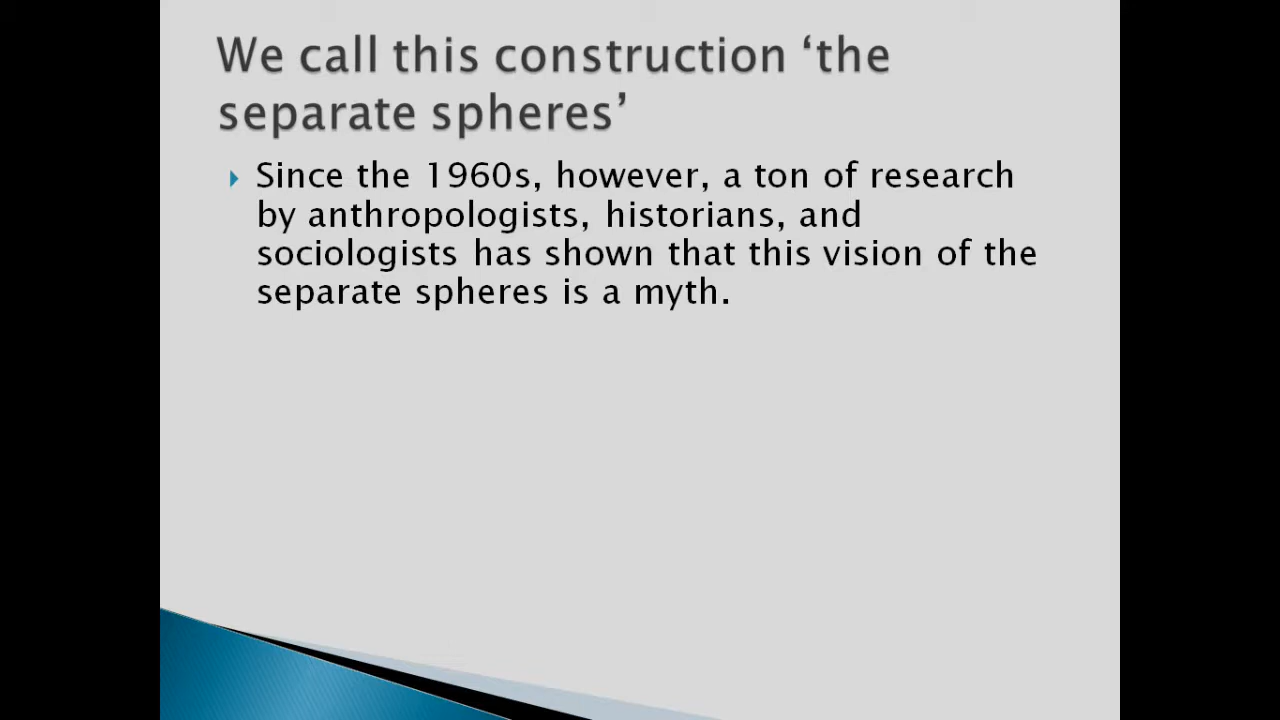 We call this construction ‘the
separate spheres’
Since the 1960s, however, a ton of research
by anthropologists, historians, and
sociologists has shown that this vision of the
separate spheres is a myth.